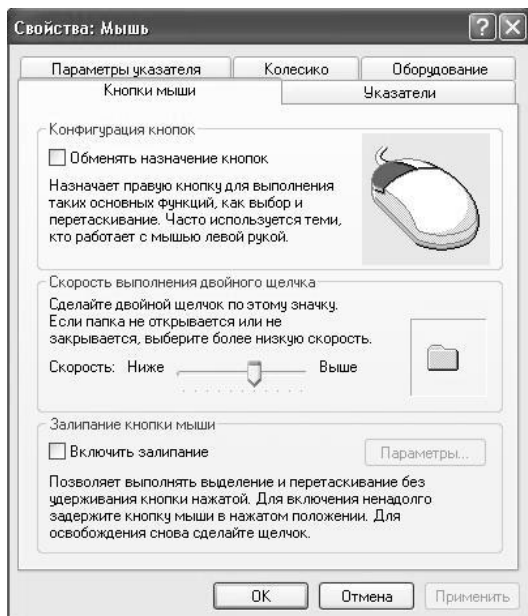 Свойства: Мышь
Параметры указателя
Колесико
Оборудование
Кнопки мыши
Указатели
Конфигурация кнопок
Обменять назначение кнопок
Назначает правую кнопку для выполнения
таких основных функций, как выбор и
перетаскивание. Часто используется теми,
кто работает с мышью левой рукой.
Скорость выполнения двойного щелчка
Сделайте двойной щелчок по этому значку.
Если папка не открывается или не
закрывается, выберите более низкую скорость.
Скорость: Ниже Выше
Залипание кнопки мыши
Включить залипание
Параметры...
Позволяет выполнять выделение и перетаскивание без
удерживания кнопки нажатой. Для включения ненадолго
задержите кнопку мыши в нажатом положении. Для
освобождения снова сделайте щелчок.
OK Отмена Применить